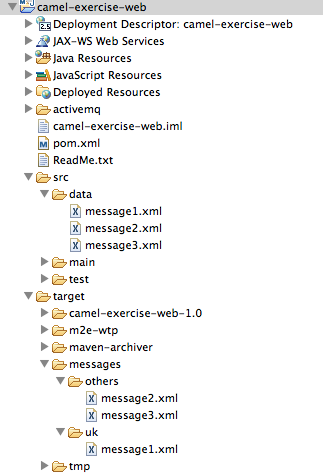 camel-exercise-web
Deployment Descriptor: camel-exercise-web
JAX-WS Web Services
Java Resources
JavaScript Resources
Deployed Resources
activemq
camel-exercise-web.iml
pom.xml
ReadMe.txt
src
data
message1.xml
message2.xml
message3.xml
main
test
target
camel-exercise-web-1.0
m2e-wtp
maven-archiver
messages
others
message2.xml
message3.xml
uk
message1.xml
tmp